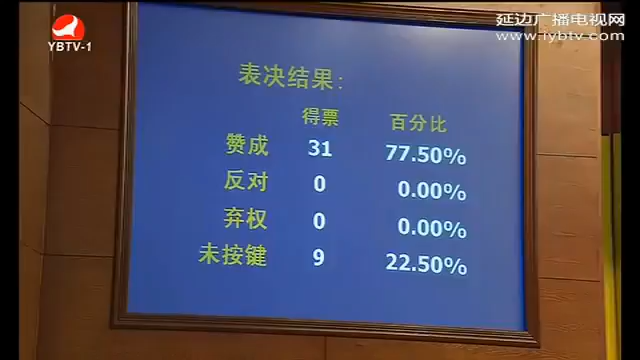 延边广播电视网
www.iybtv.com
YBTV-1
表决结果:
得票 百分比
赞成 31 77.50%
反对 0 0.00%
弃权 0 0.00%
未按键 9 22.50%